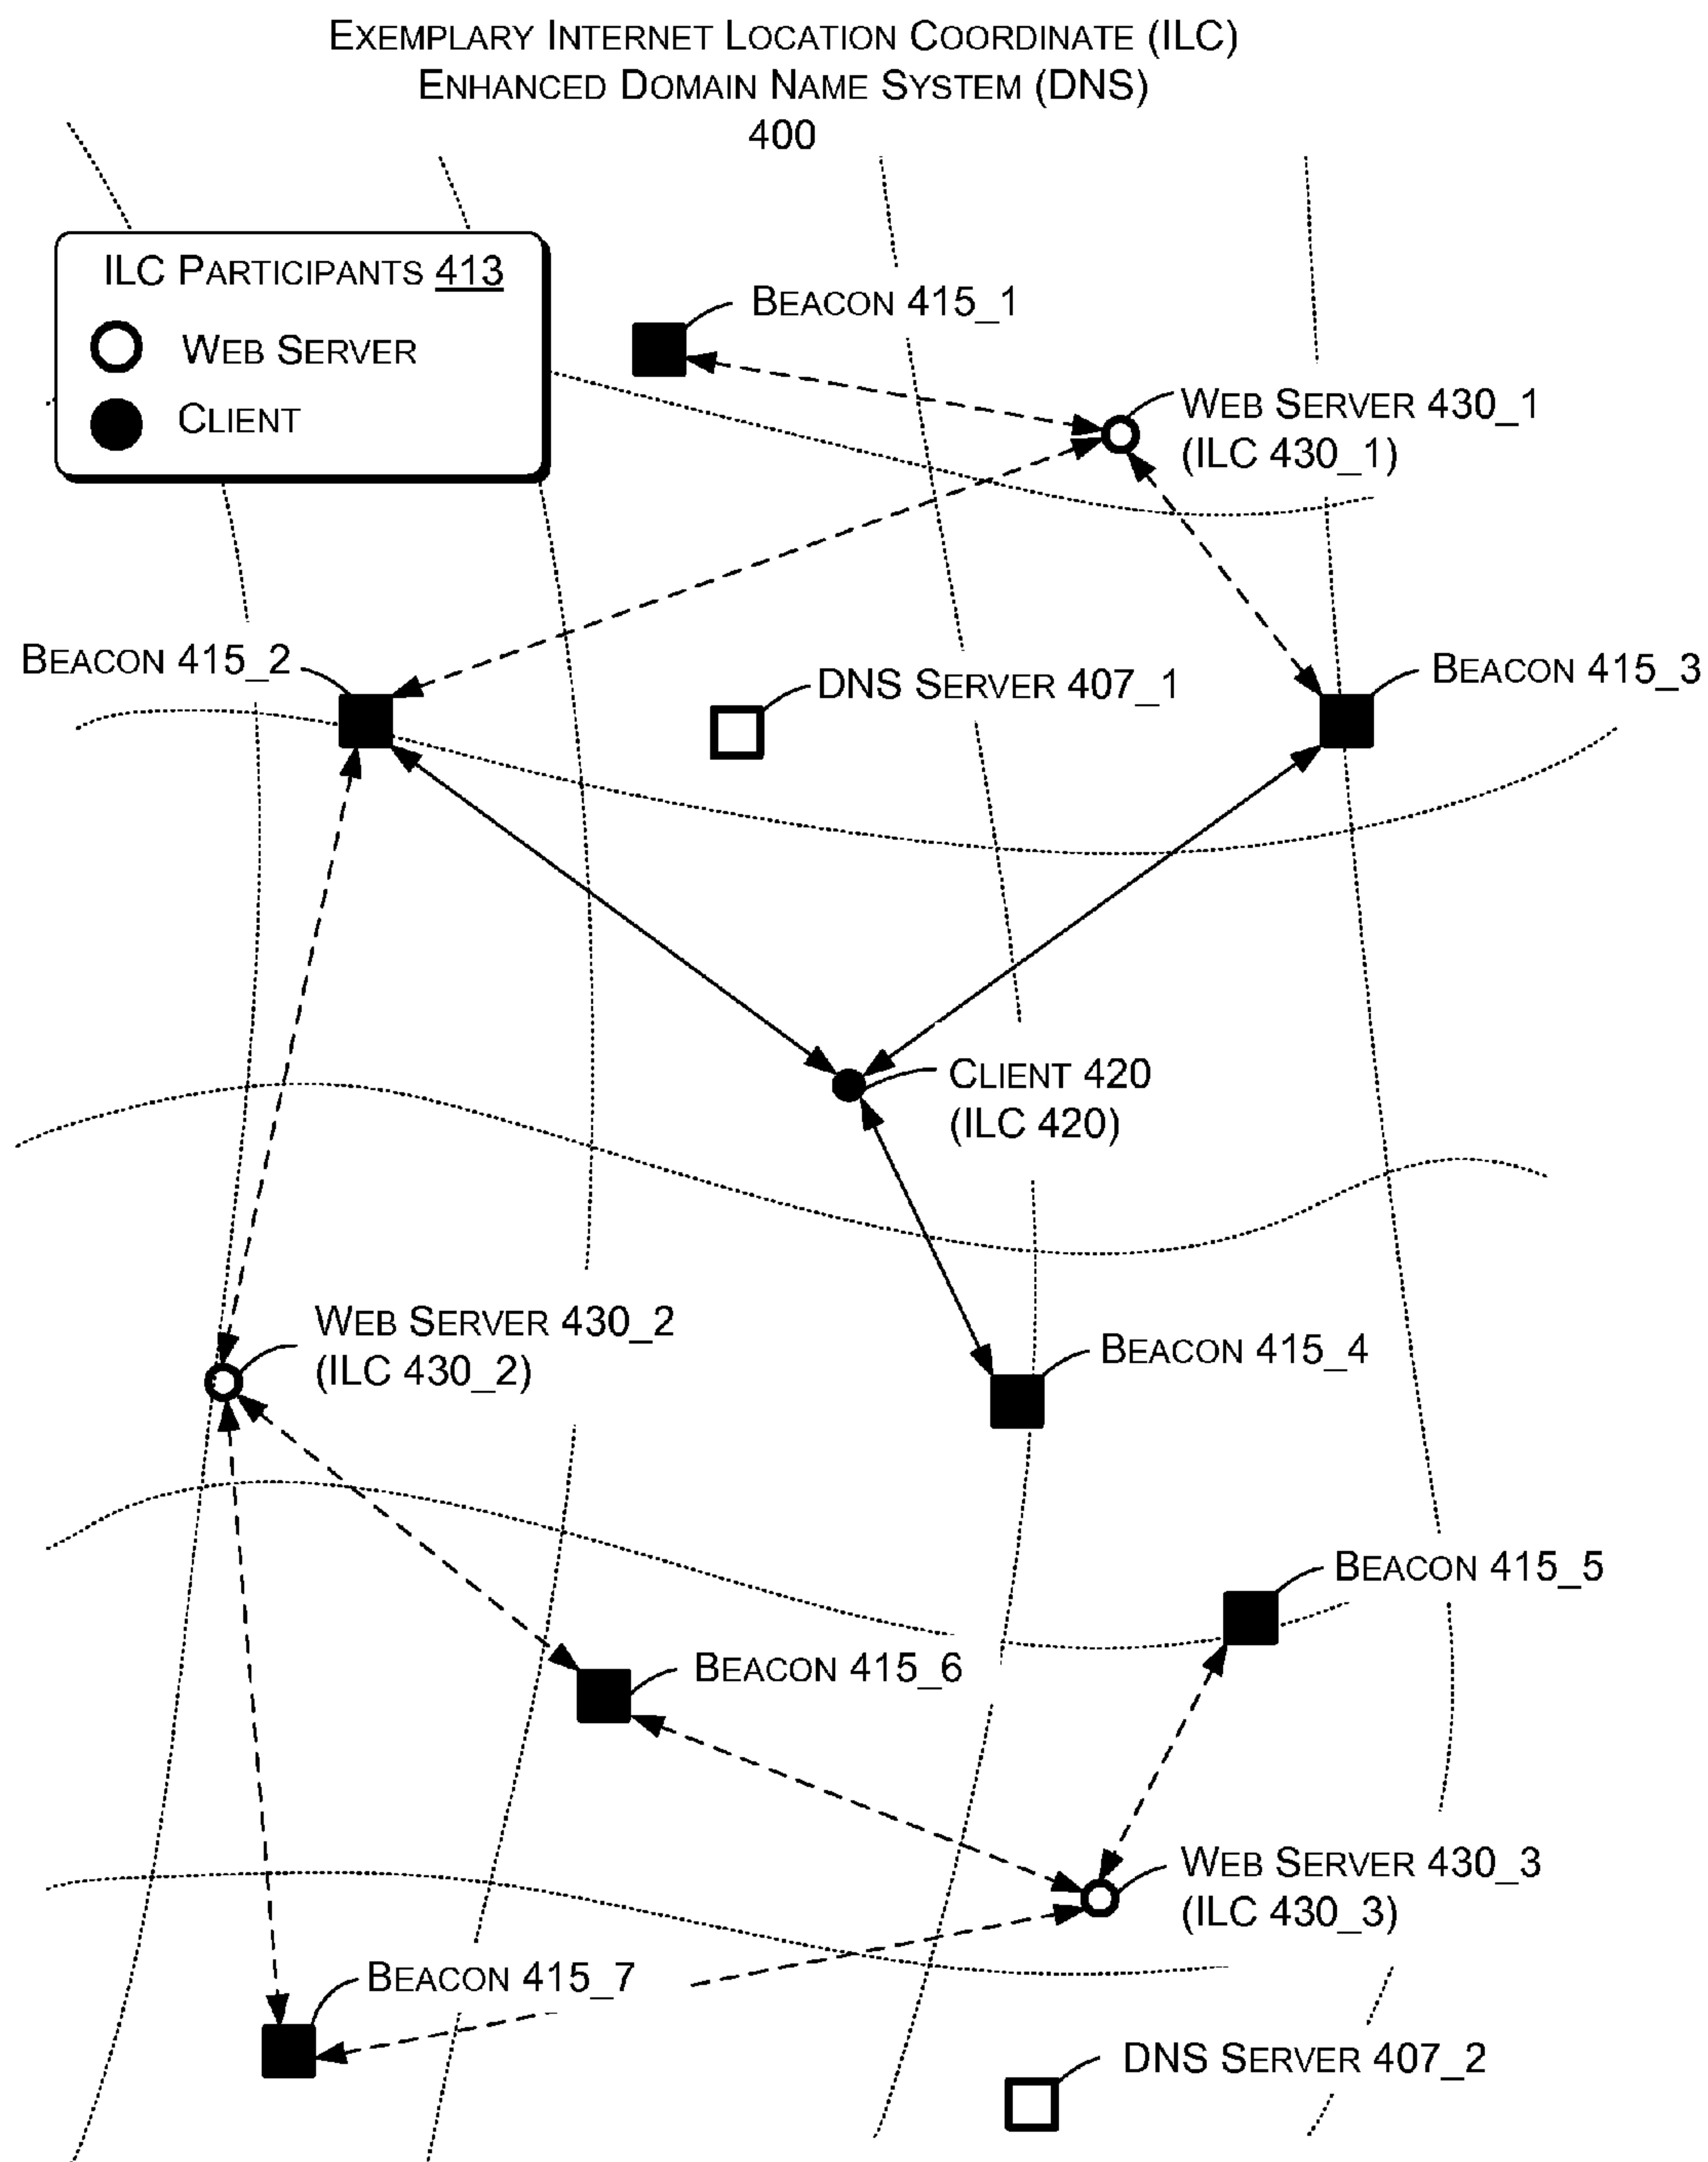 EXEMPLARY INTERNET LOCATION COORDINATE (ILC)
ENHANCED DOMAIN NAME SYSTEM (DNS)
400
ILC PARTICIPANTS 413
WEB SERVER
CLIENT
BEACON 415_1
WEB SERVER 430_1
(ILC 430_1)
BEACON 415_2
DNS SERVER 407_1
BEACON 415_3
CLIENT 420
(ILC 420)
WEB SERVER 430_2
(ILC 430_2)
BEACON 415_4
BEACON 415_5
BEACON 415_6
WEB SERVER 430_3
(ILC 430_3)
BEACON 415_7
DNS SERVER 407_2